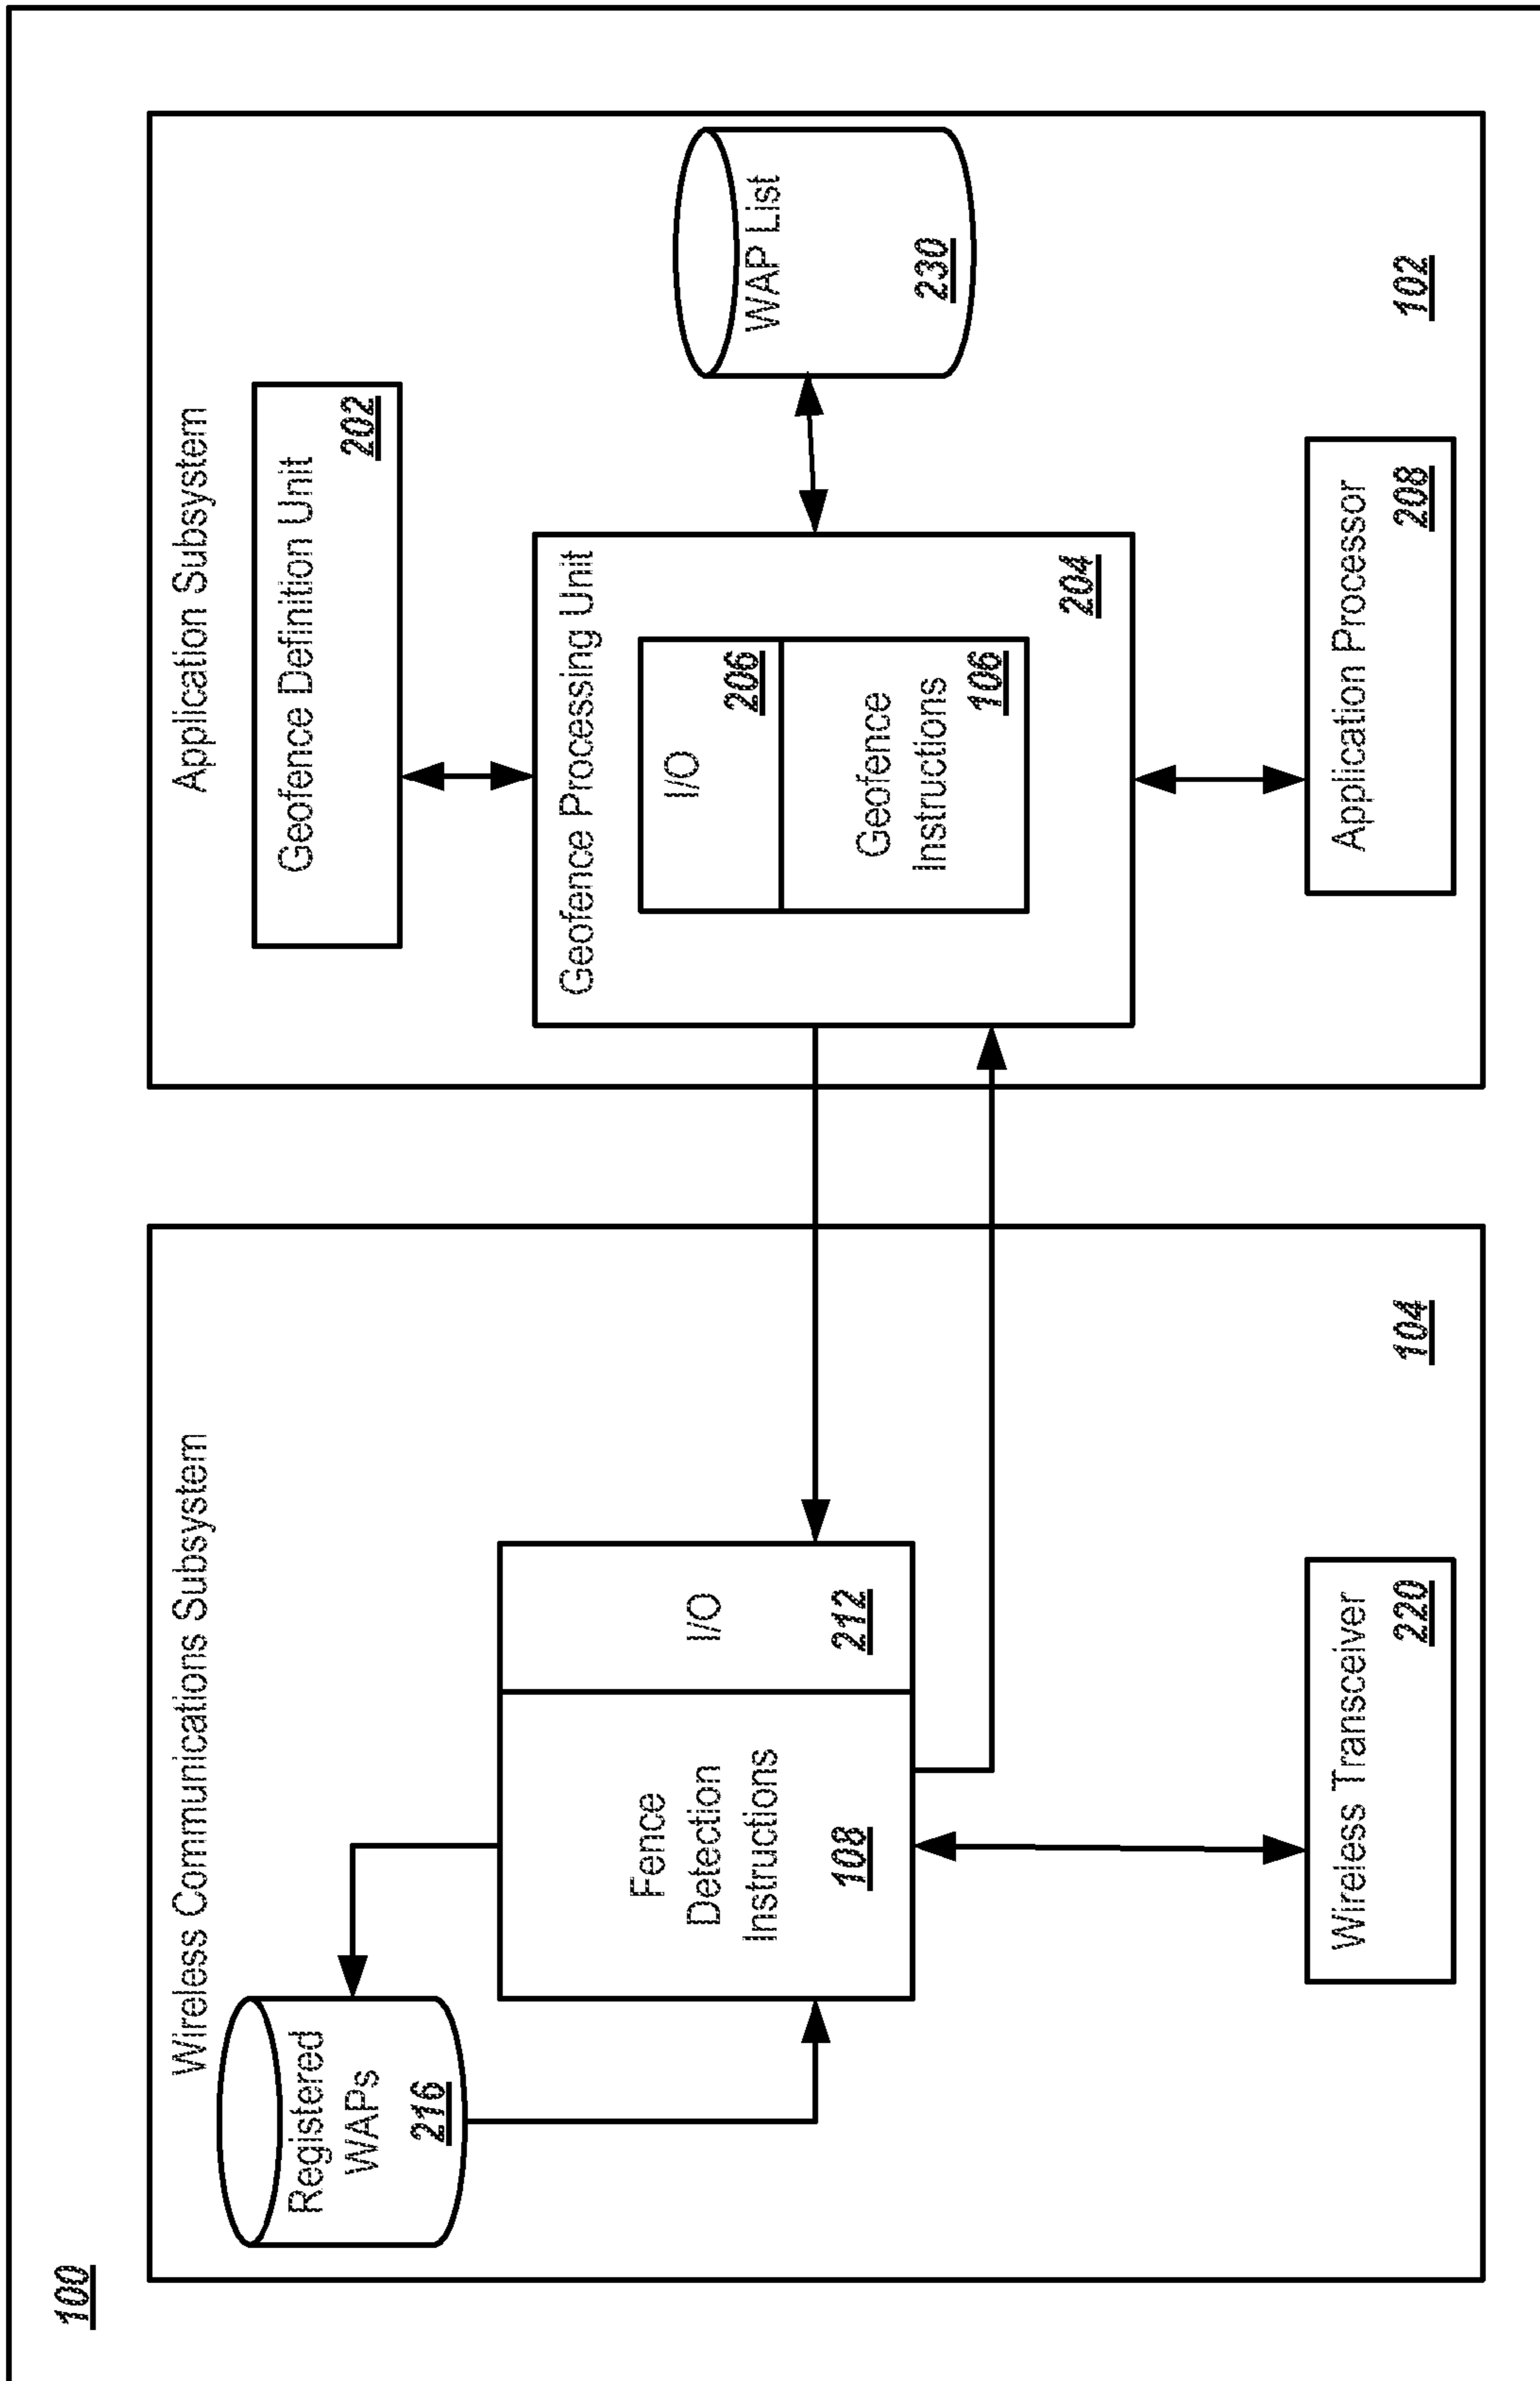 100
Wireless Communications Subsystem
Registered
WAPs
216
Fence
Detection
Instructions
108
I/O
212
Wireless Transceiver
220
104
Application Subsystem
Geofence Definition Unit
202
Geofence Processing Unit
I/O
206
Geofence
Instructions
106
204
WAP List
230
Application Processor
208
102